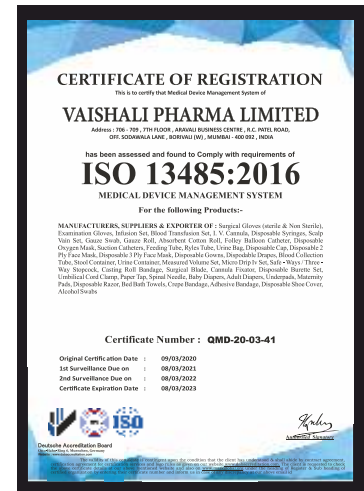 CERTIFICATE OF REGISTRATION
This is to certify that Medical Device Management System of
VAISHALI PHARMA LIMITED
Address : 706 - 709 , 7TH FLOOR , ARAVALI BUSINESS CENTRE , R.C. PATEL ROAD,
OFF. SODAWALA LANE , BORIVALI (W) , MUMBAI - 400 092 , INDIA
has been assessed and found to Comply with requirements of
ISO 13485:2016
MEDICAL DEVICE MANAGEMENT SYSTEM
For the following Products:-
MANUFACTURERS, SUPPLIERS & EXPORTER OF : Surgical Gloves (sterile & Non Sterile),
Examination Gloves, Infusion Set, Blood Transfusion Set, I. V. Cannula, Disposable Syringes, Scalp
Vain Set, Gauze Swab, Gauze Roll, Absorbent Cotton Roll, Folley Balloon Catheter, Disposable
Oxygen Mask, Suction Catheters, Feeding Tube, Ryles Tube, Urine Bag, Disposable Cap, Disposable 2
Ply Face Mask, Disposable 3 Ply Face Mask, Disposable Gowns, Dispodable Drapes, Blood Collection
Tube, Stool Container, Urine Container, Measured Volume Set, Micro Drip Iv Set, Safe - Ways / Three -
Way Stopcock, Casting Roll Bandage, Surgical Blade, Cannula Fixator, Disposable Burette Set,
Umbilical Cord Clamp, Paper Tap, Spinal Needle, Baby Diapers, Adult Diapers, Underpads, Maternity
Pads, Disposable Razor, Bed Bath Towels, Crepe Bandage, Adhesive Bandage, Disposable Shoe Cover,
Alcohol Swabs
Certificate Number : QMD-20-03-41
Original Certification Date : 09/03/2020
1st Surveillance Due on : 08/03/2021
2nd Surveillance Due on : 08/03/2022
Certificate Expiration Date : 08/03/2023
ISO
Deutsche Accreditation Board
Authorised Signatory